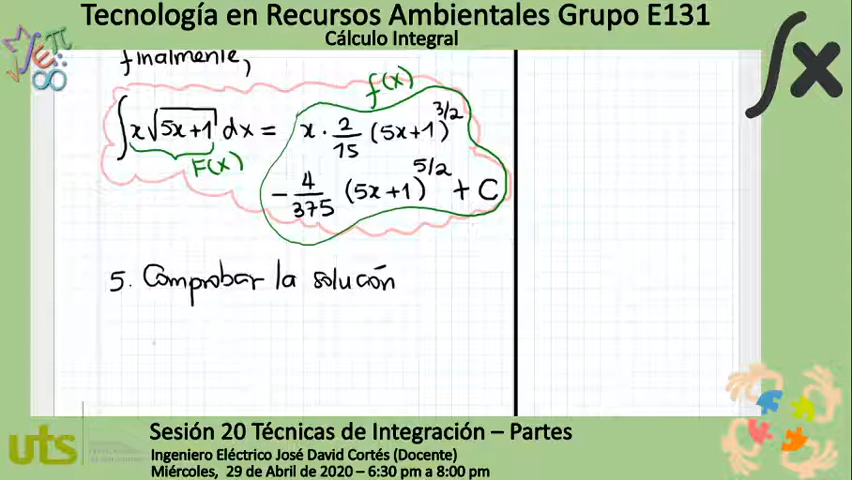 Tecnología en Recursos Ambientales Grupo E131
Cálculo Integral
finalmente,
f(x)
∫x√(5x+1) dx = x · 2/15 (5x+1)^3/2
F(x)
- 4/375 (5x+1)^5/2 + C
5. Comprobar la solución
Sesión 20 Técnicas de Integración – Partes
uts
Ingeniero Eléctrico José David Cortés (Docente)
Miércoles, 29 de Abril de 2020 – 6:30 pm a 8:00 pm